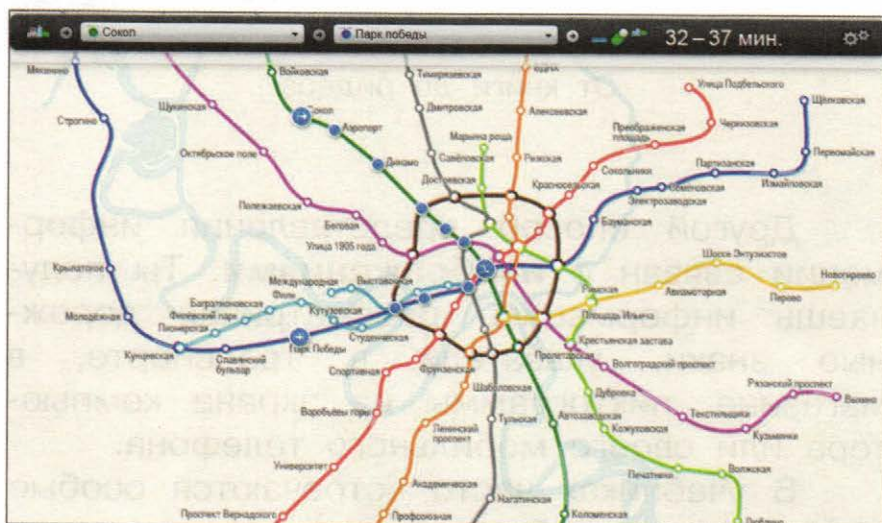 Сокол
Парк победы
32–37 мин.
Мякинино
Войковская
Тимирязевская
Улица Подбельского
Щёлковская
Строгино
Щукинская
Сокол
Аэропорт
Дмитровская
Алексеевская
Преображенская площадь
Черкизовская
Марьина роща
Октябрьское поле
Динамо
Савёловская
Рижская
Сокольники
Партизанская
Первомайская
Достоевская
Красносельская
Семёновская
Измайловская
Электрозаводская
Полежаевская
Бауманская
Беговая
Улица 1905 года
Шоссе Энтузиастов
Крылатское
Международная
Выставочная
Римская
Авиамоторная
Новогиреево
Перово
Багратионовская
Фили
Филёвский парк
Кутузовская
Площадь Ильича
Молодёжная
Пионерская
Студенческая
Крестьянская застава
Кунцевская
Славянский бульвар
Парк Победы
Пролетарская
Волгоградский проспект
Спортивная
Фрунзенская
Шаболовская
Дубровка
Рязанский проспект
Выхино
Воробьёвы горы
Ленинский проспект
Тульская
Автозаводская
Текстильщики
Кожуховская
Кузьминки
Университет
Академическая
Печатники
Волжская
Проспект Вернадского
Профсоюзная
Нагатинская
Коломенская
Люблино